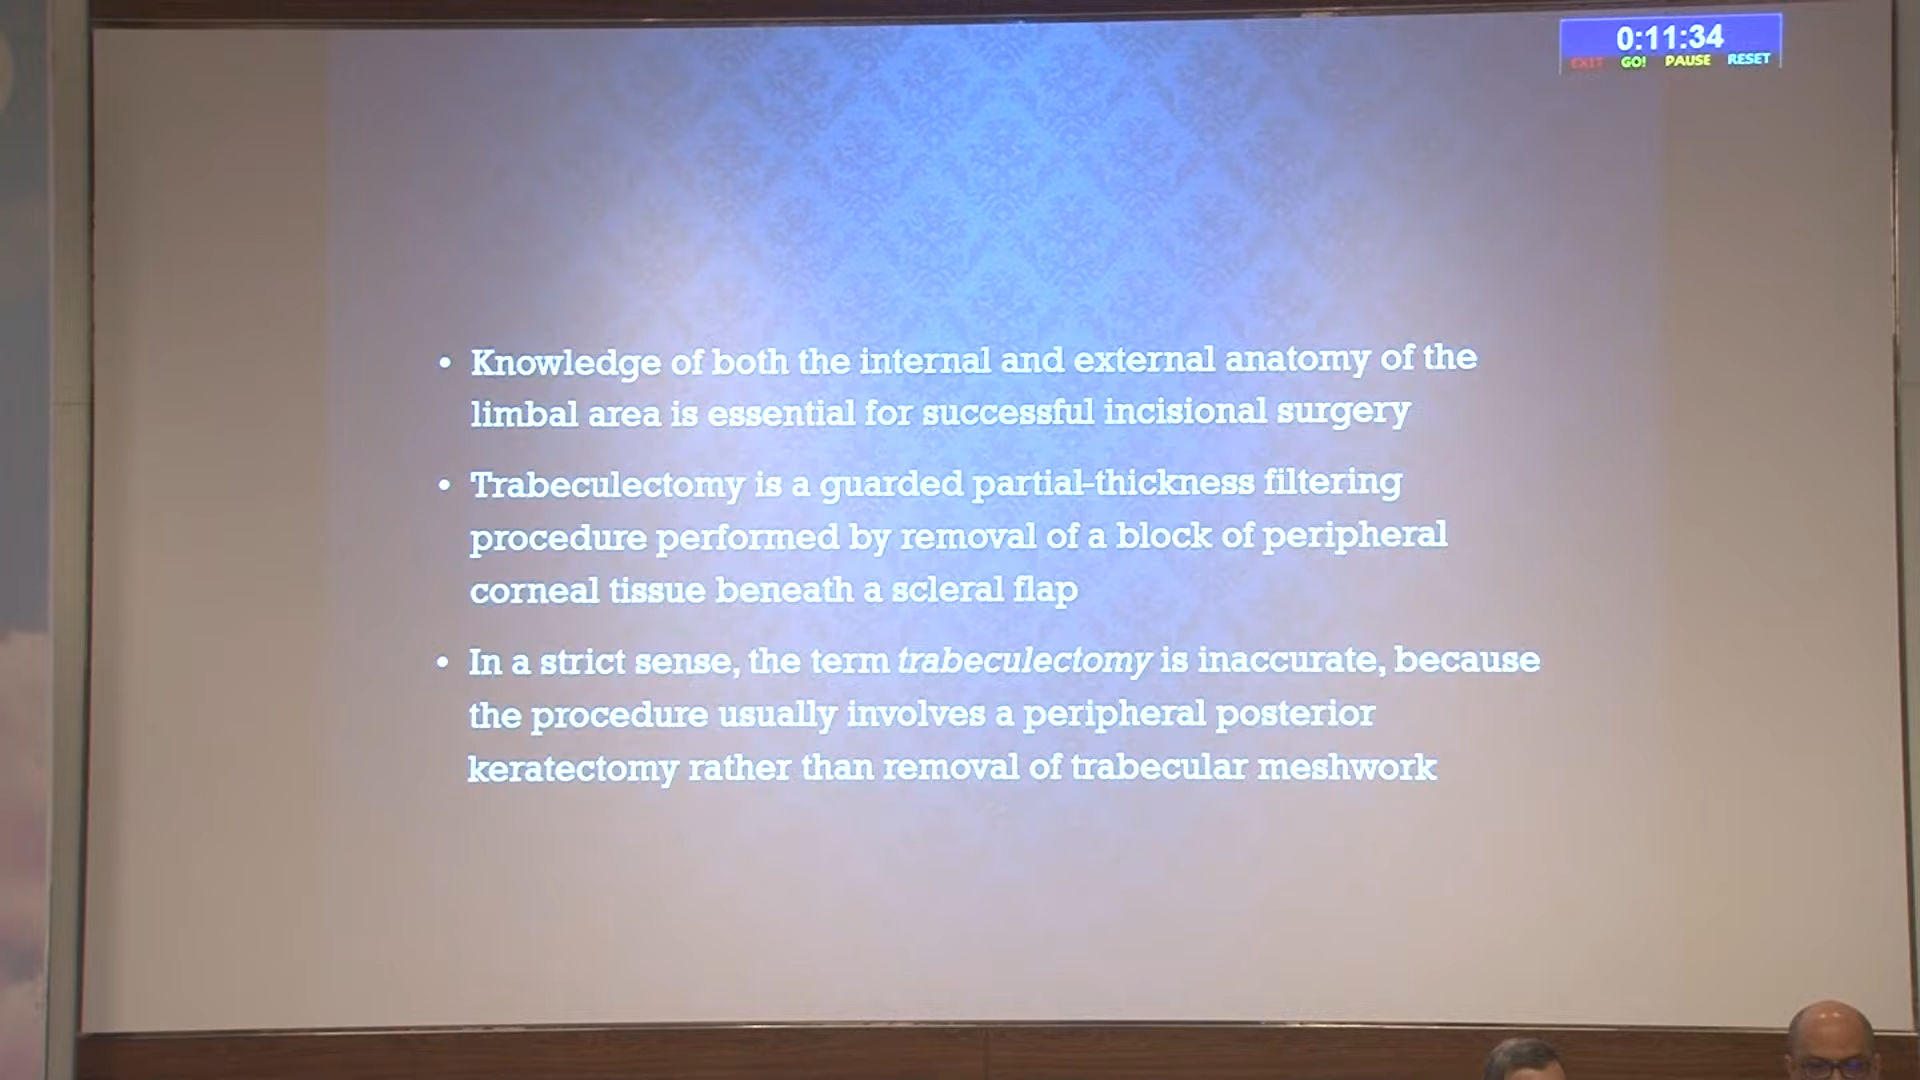 0:11:34
EXIT GO! PAUSE RESET
• Knowledge of both the internal and external anatomy of the
limbal area is essential for successful incisional surgery
• Trabeculectomy is a guarded partial-thickness filtering
procedure performed by removal of a block of peripheral
corneal tissue beneath a scleral flap
• In a strict sense, the term trabeculectomy is inaccurate, because
the procedure usually involves a peripheral posterior
keratectomy rather than removal of trabecular meshwork